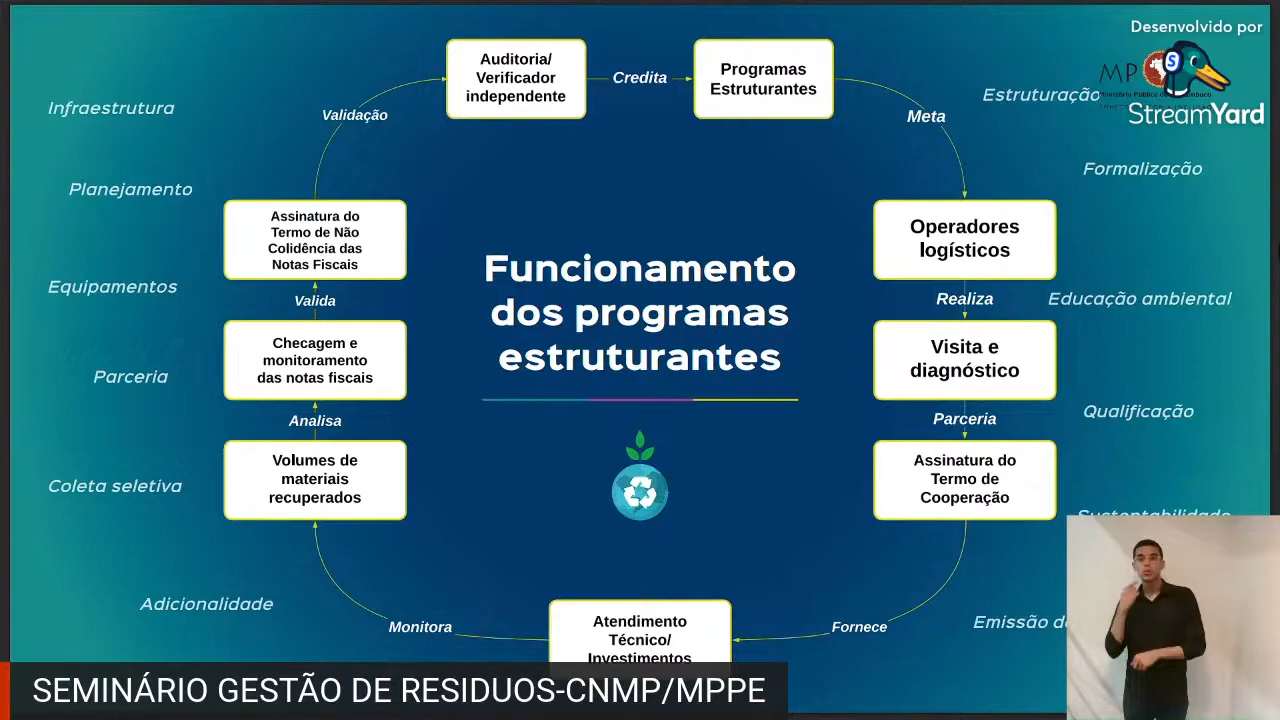 Desenvolvido por
StreamYard
MP
Auditoria/
Verificador
independente
Credita
Programas
Estruturantes
Infraestrutura
Validação
Meta
Estruturação
Planejamento
Formalização
Assinatura do
Termo de Não
Colidência das
Notas Fiscais
Operadores
logísticos
Funcionamento
dos programas
estruturantes
Equipamentos
Valida
Realiza
Educação ambiental
Checagem e
monitoramento
das notas fiscais
Visita e
diagnóstico
Parceria
Analisa
Parceria
Qualificação
Volumes de
materiais
recuperados
Assinatura do
Termo de
Cooperação
Coleta seletiva
Sustentabilidade
Adicionalidade
Monitora
Atendimento
Técnico/
Investimentos
Fornece
Emissão
SEMINÁRIO GESTÃO DE RESIDUOS-CNMP/MPPE